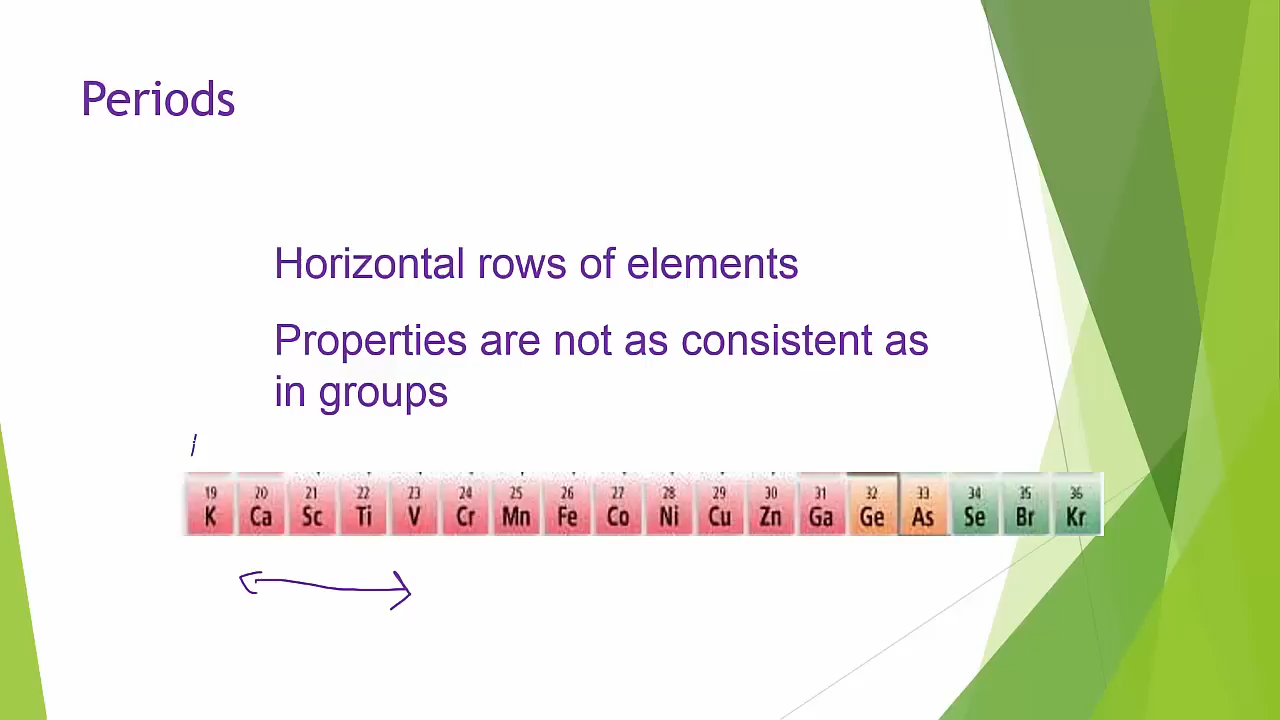 Periods
Horizontal rows of elements
Properties are not as consistent as
in groups
19 20 21 22 23 24 25 26 27 28 29 30 31 32 33 34 35 36
K Ca Sc Ti V Cr Mn Fe Co Ni Cu Zn Ga Ge As Se Br Kr